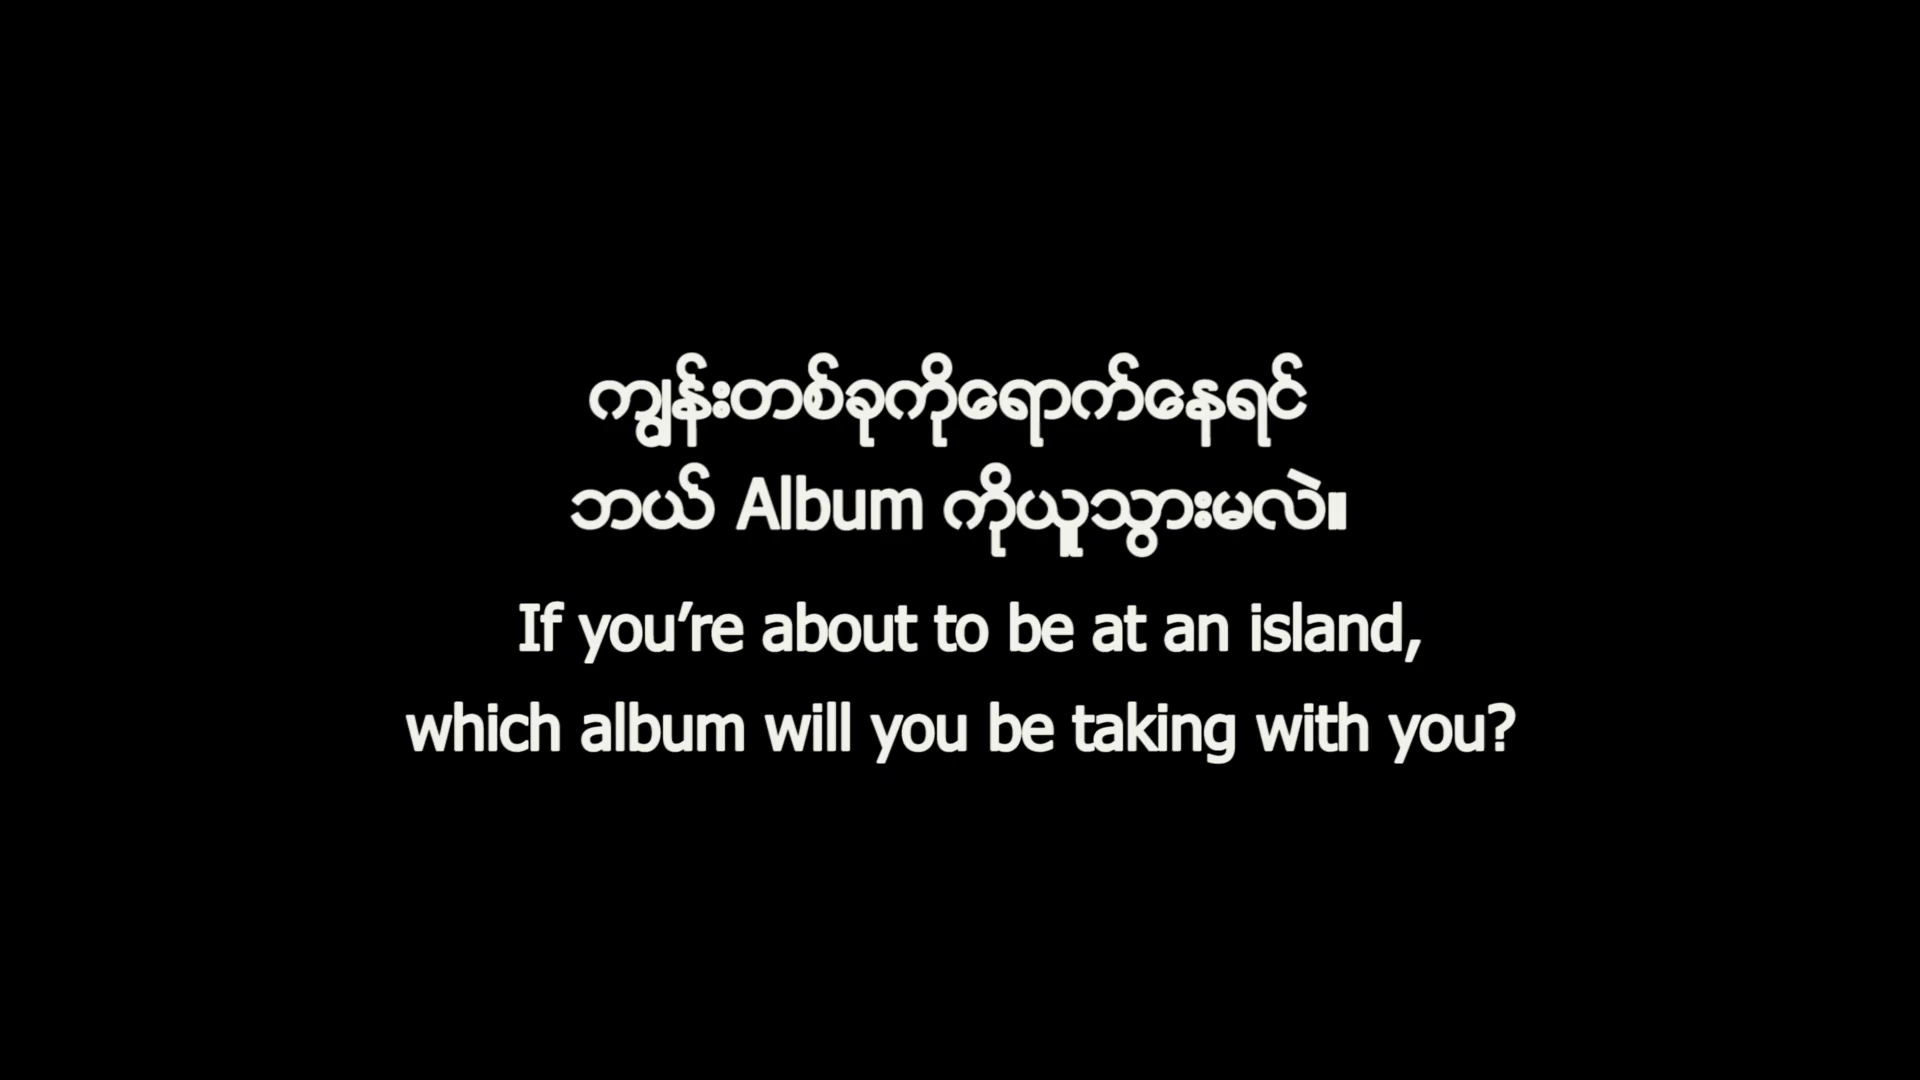 ကျွန်းတစ်ခုကိုရောက်နေရင်
ဘယ် Album ကိုယူသွားမလဲ။
If you’re about to be at an island,
which album will you be taking with you?